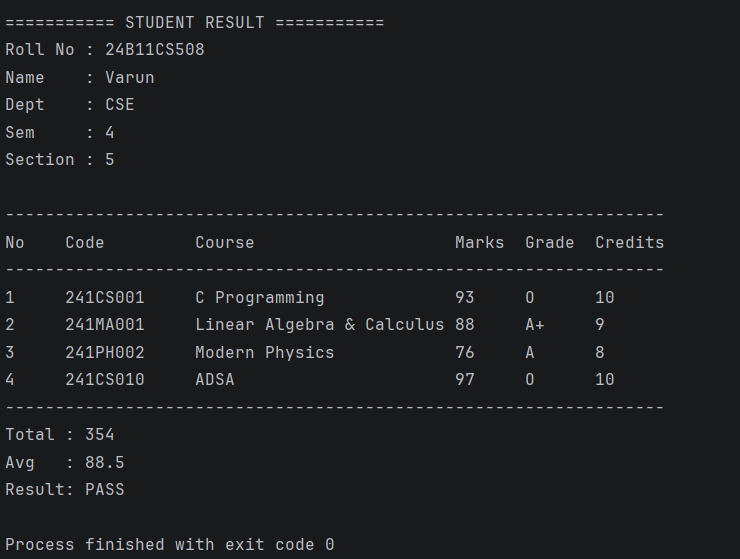 =========== STUDENT RESULT ===========
Roll No : 24B11CS508
Name    : Varun
Dept    : CSE
Sem     : 4
Section : 5
------------------------------------------------------------------
No    Code         Course                    Marks  Grade  Credits
------------------------------------------------------------------
1     241CS001     C Programming             93     O      10
2     241MA001     Linear Algebra & Calculus 88     A+     9
3     241PH002     Modern Physics            76     A      8
4     241CS010     ADSA                      97     O      10
------------------------------------------------------------------
Total : 354
Avg   : 88.5
Result: PASS
Process finished with exit code 0